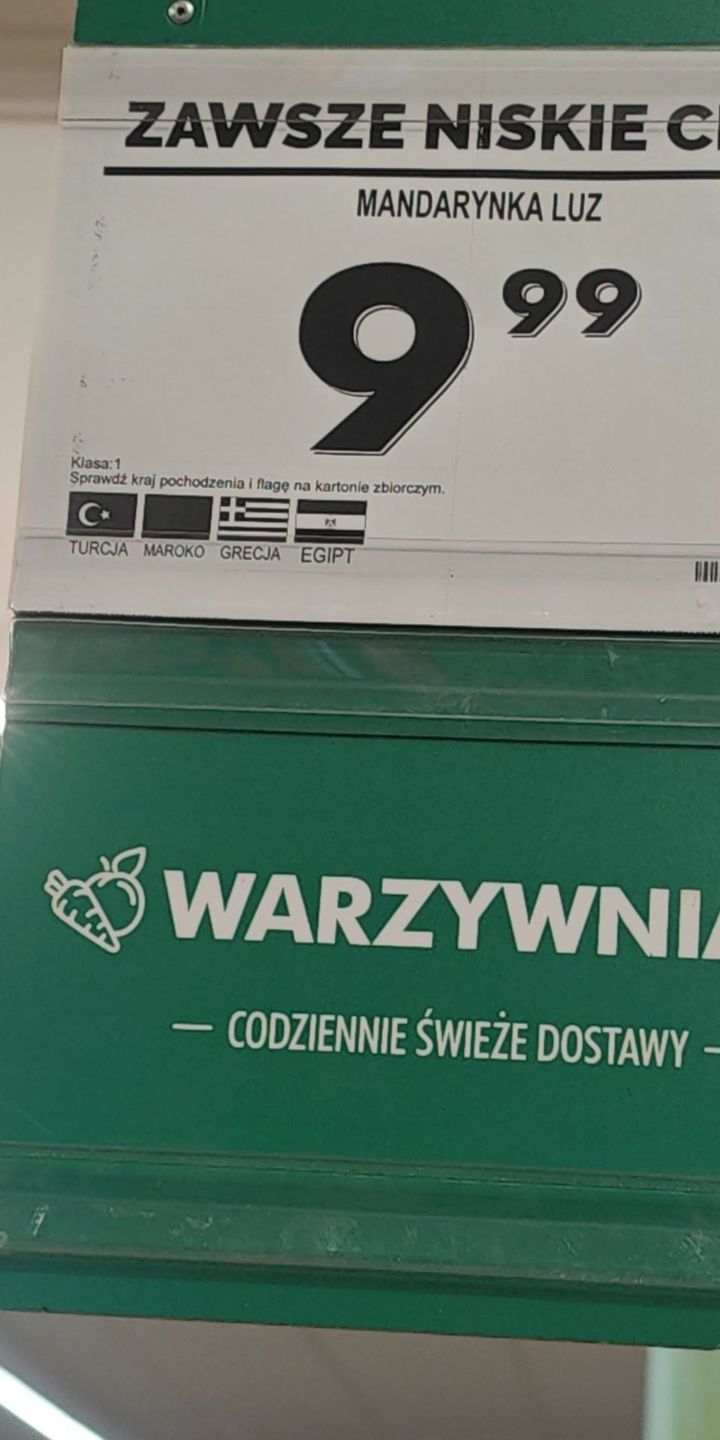 ZAWSZE NISKIE
MANDARYNKA LUZ
9 99
Klasa:1
Sprawdź kraj pochodzenia i flagę na kartonie zbiorczym.
TURCJA MAROKO GRECJA EGIPT
WARZYWNIA
— CODZIENNIE ŚWIEŻE DOSTAWY —